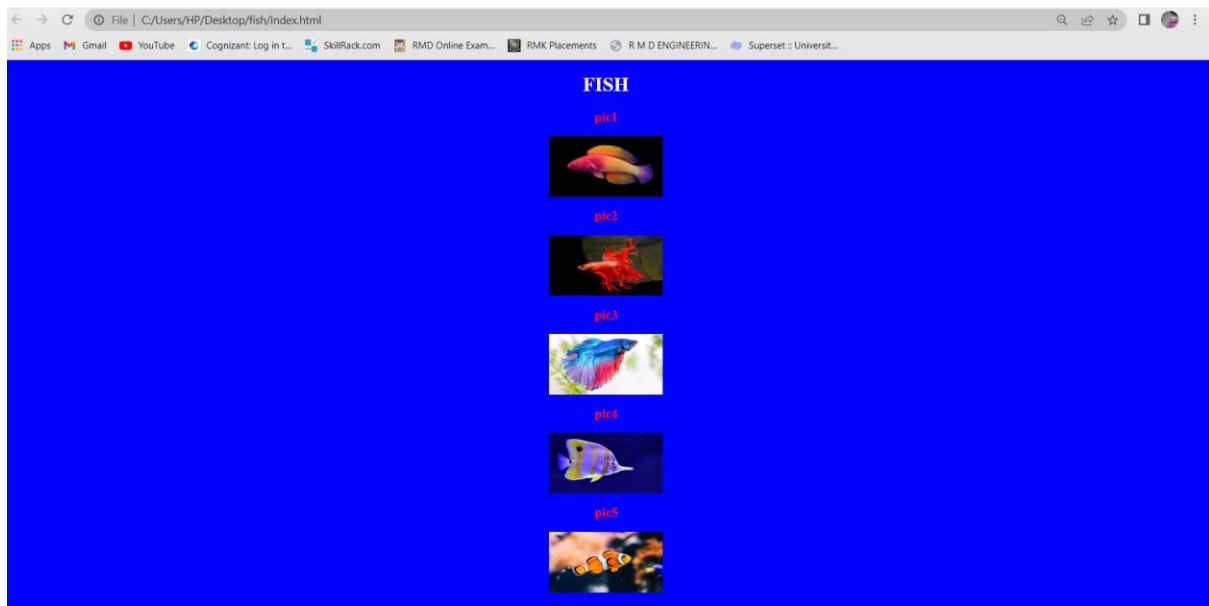 File | C:/Users/HP/Desktop/fish/index.html
Apps Gmail YouTube Cognizant: Log in t... SkillRack.com RMD Online Exam... RMK Placements R M D ENGINEERIN... Superset :: Universit...
FISH
pic1
pic2
pic3
pic4
pic5